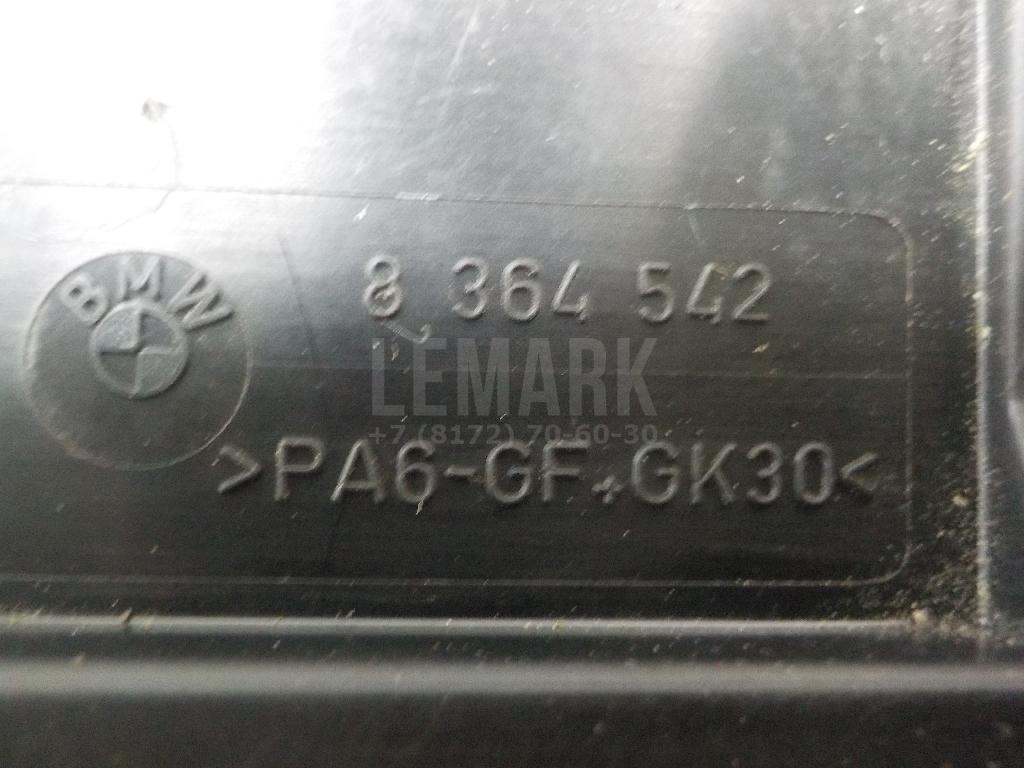 BMW
8 364 542
LEMARK
+7 (8172) 70-60-30
>PA6-GF+GK30<